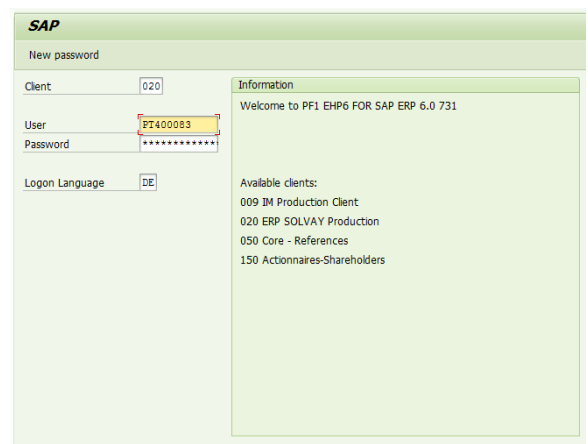 SAP
New password
Client 020
User PT400083
Password *************
Logon Language DE
Information
Welcome to PF1 EHP6 FOR SAP ERP 6.0 731
Available clients:
009 IM Production Client
020 ERP SOLVAY Production
050 Core - References
150 Actionnaires-Shareholders